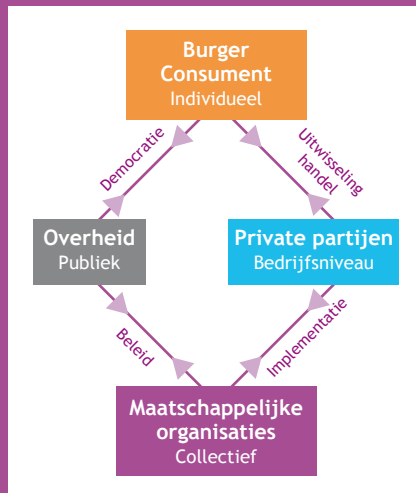 Burger
Consument
Individueel
Democratie
Uitwisseling
handel
Overheid
Publiek
Private partijen
Bedrijfsniveau
Beleid
Implementatie
Maatschappelijke
organisaties
Collectief